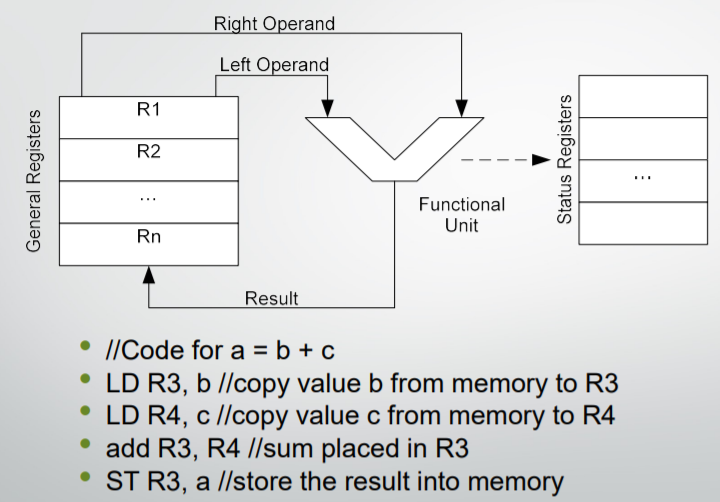 Right Operand
Left Operand
General Registers
R1
R2
...
Rn
Functional
Unit
Status Registers
...
Result
• //Code for a = b + c
• LD R3, b //copy value b from memory to R3
• LD R4, c //copy value c from memory to R4
• add R3, R4 //sum placed in R3
• ST R3, a //store the result into memory